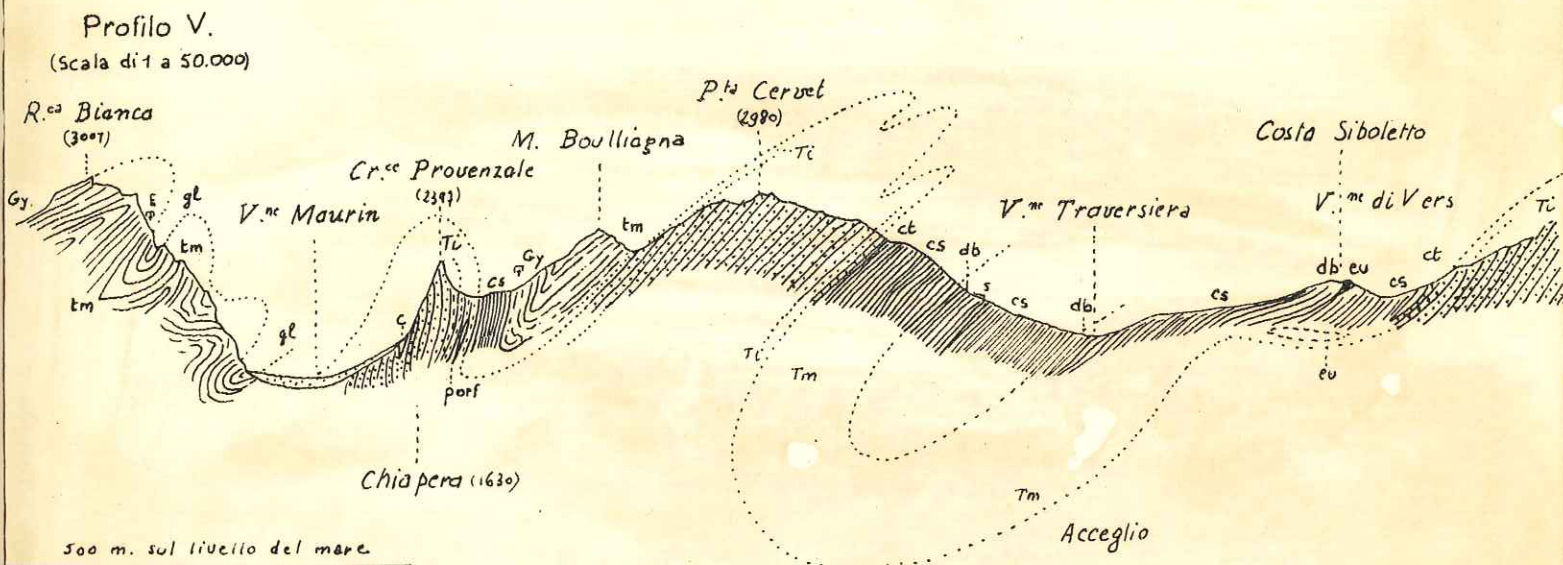 Profilo V.
(Scala di 1 a 50.000)
R.ca Bianca
(3007)
P.ta Cervet
(2980)
M. Boulliagna
Costa Siboletto
Cr.ce Provenzale
(2393)
V.ne Maurin
V.ne Traversiera
V.ne di Vers
Gy.
gl
tm
tm
gl
Ti
cs
Gy
tm
c
porf
Ti
ct
cs
db
s
cs
db
cs
db eu
cs
ct
Ti
eu
Ti
Tm
Tm
Chiapera (1630)
Acceglio
500 m. sul livello del mare